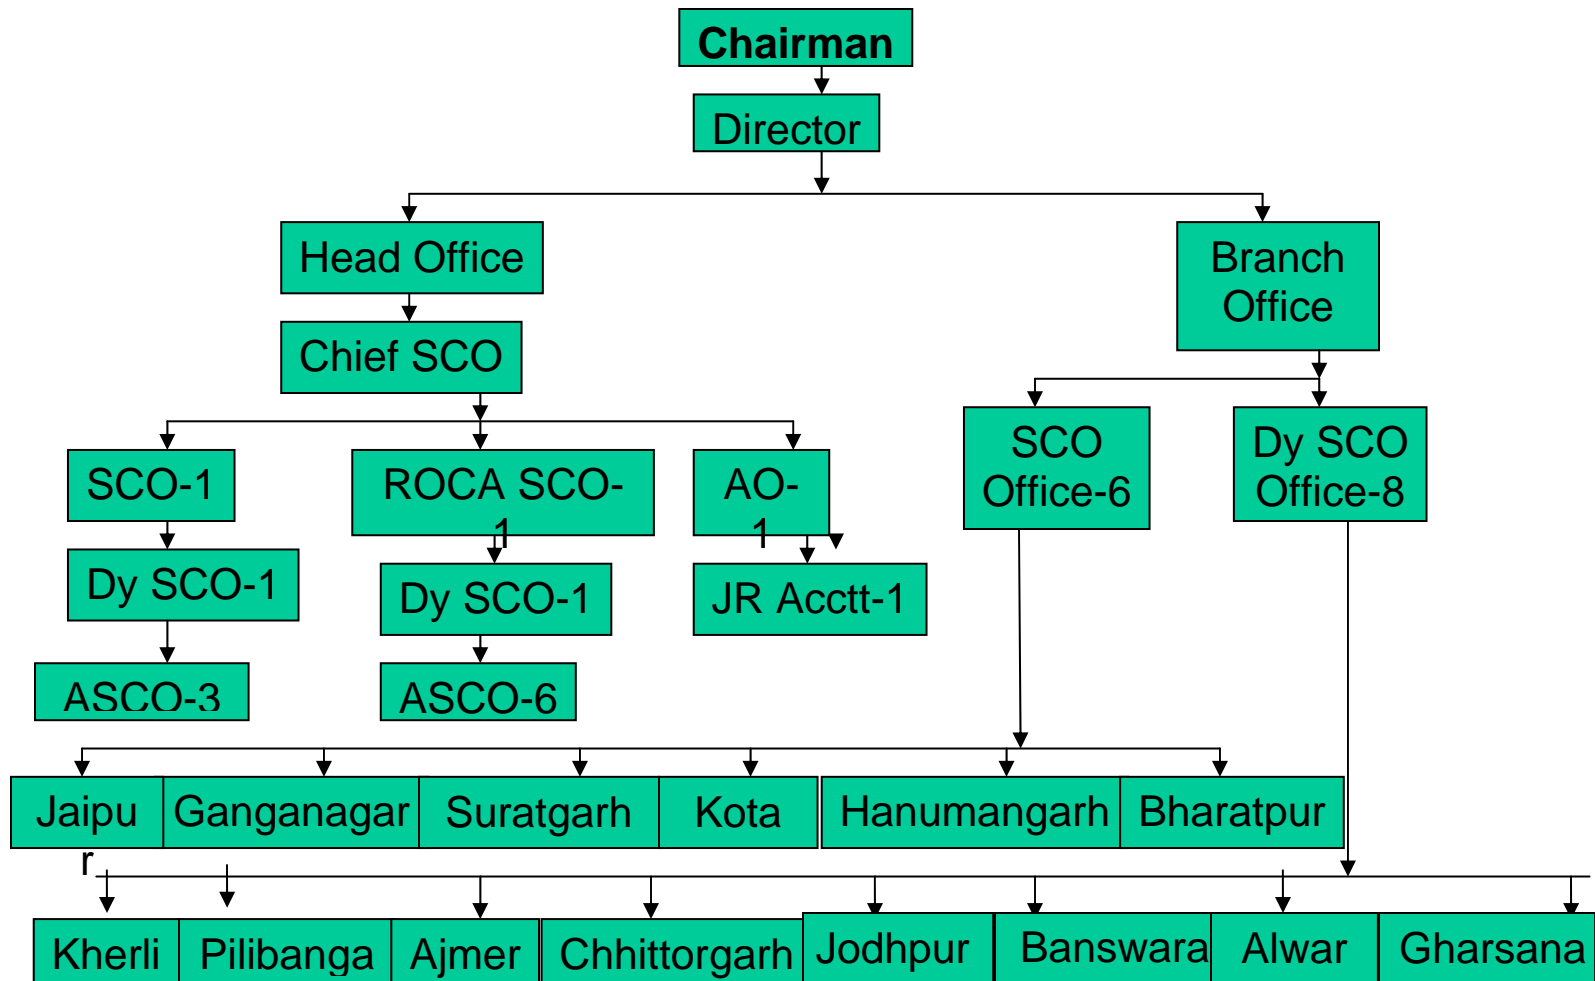 Chairman
Director
Head Office
Branch
Office
Chief SCO
SCO-1
ROCA SCO-
1
AO-
1
SCO
Office-6
Dy SCO
Office-8
Dy SCO-1
Dy SCO-1
JR Acctt-1
ASCO-3
ASCO-6
Jaipu
r
Ganganagar
Suratgarh
Kota
Hanumangarh
Bharatpur
Kherli
Pilibanga
Ajmer
Chhittorgarh
Jodhpur
Banswara
Alwar
Gharsana